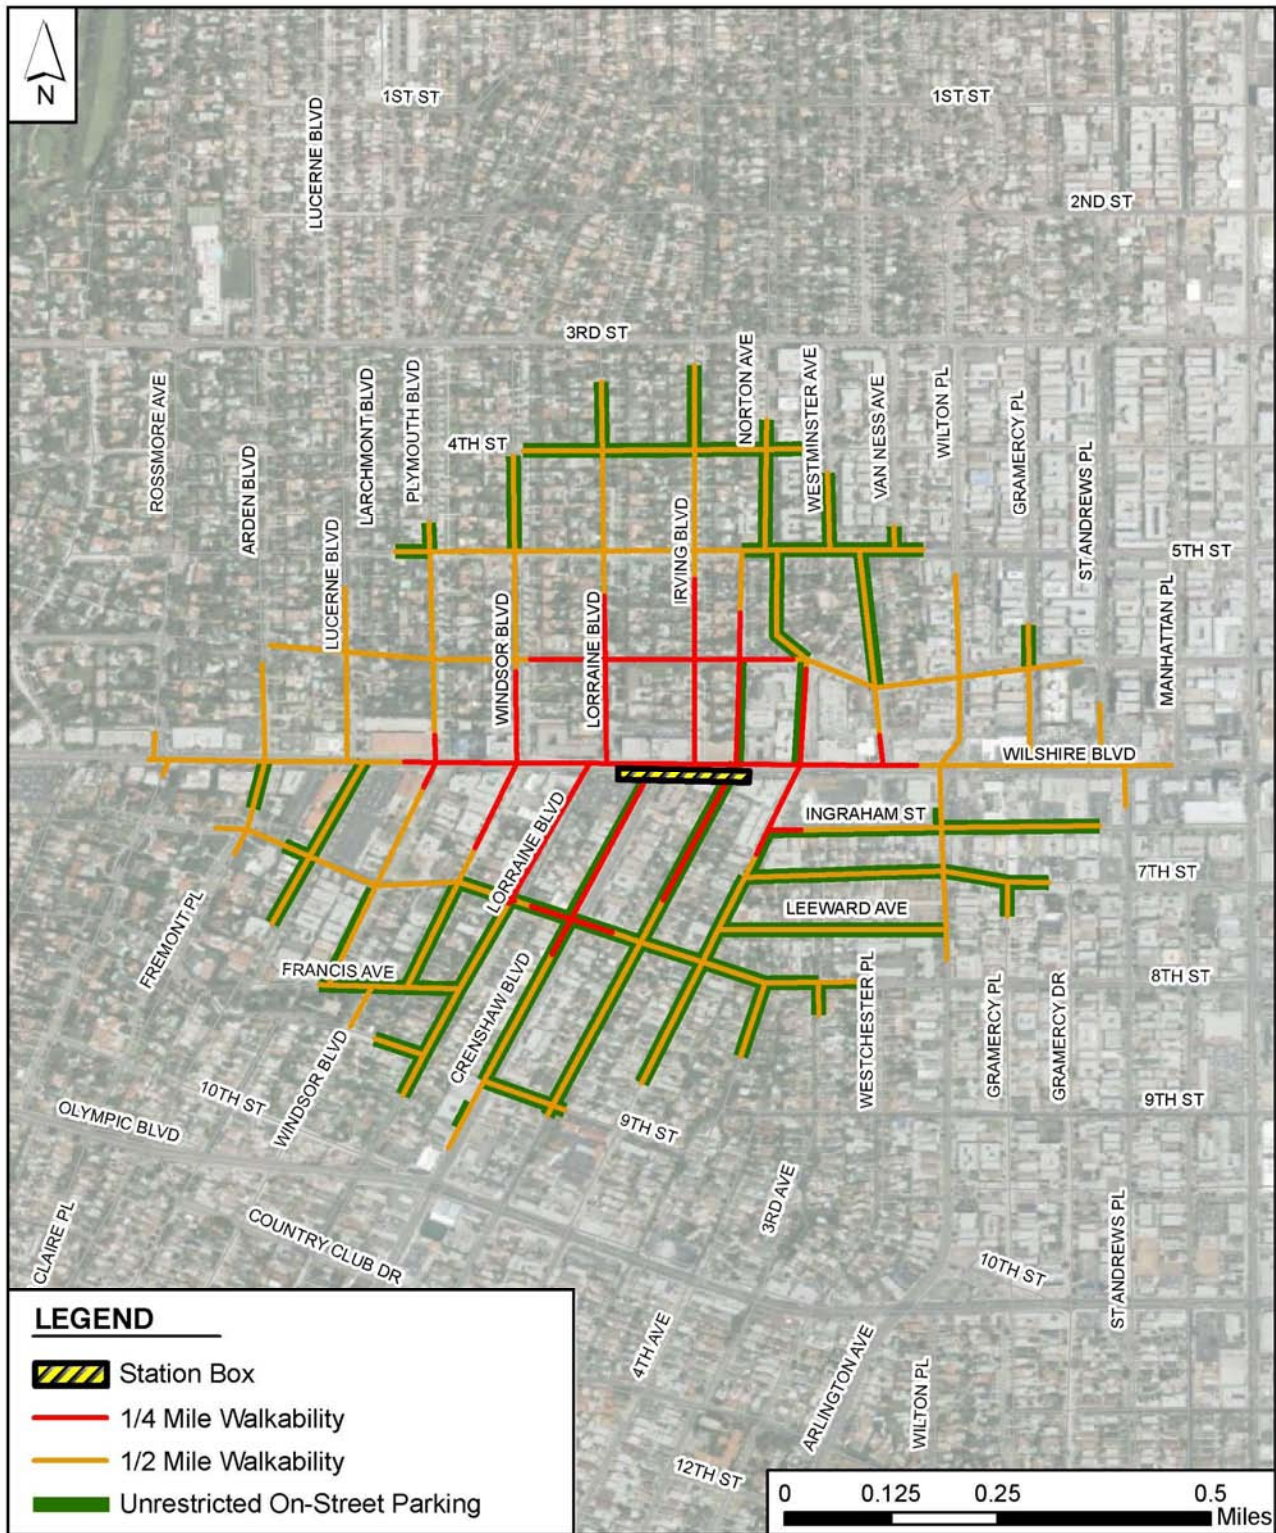 N
1ST ST
1ST ST
LUCERNE BLVD
2ND ST
3RD ST
ROSSMORE AVE
ARDEN BLVD
LARCHMONT BLVD
PLYMOUTH BLVD
4TH ST
NORTON AVE
WESTMINSTER AVE
VAN NESS AVE
WILTON PL
GRAMERCY PL
ST ANDREWS PL
5TH ST
LUCERNE BLVD
WINDSOR BLVD
LORRAINE BLVD
IRVING BLVD
MANHATTAN PL
WILSHIRE BLVD
INGRAHAM ST
LORRAINE BLVD
7TH ST
LEEWARD AVE
FREMONT PL
FRANCIS AVE
CRENSHAW BLVD
WESTCHESTER PL
8TH ST
GRAMERCY PL
GRAMERCY DR
WINDSOR BLVD
10TH ST
9TH ST
9TH ST
OLYMPIC BLVD
3RD AVE
CLAIRE PL
COUNTRY CLUB DR
10TH ST
ST ANDREWS PL
4TH AVE
ARLINGTON AVE
WILTON PL
12TH ST
LEGEND
Station Box
1/4 Mile Walkability
1/2 Mile Walkability
Unrestricted On-Street Parking
0 0.125 0.25 0.5
Miles